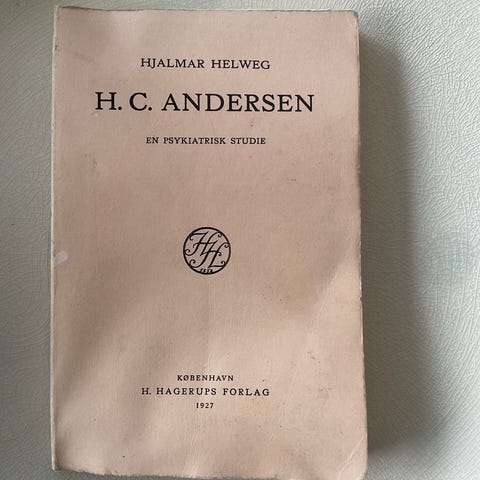 HJALMAR HELWEG
H. C. ANDERSEN
EN PSYKIATRISK STUDIE
KØBENHAVN
H. HAGERUPS FORLAG
1927